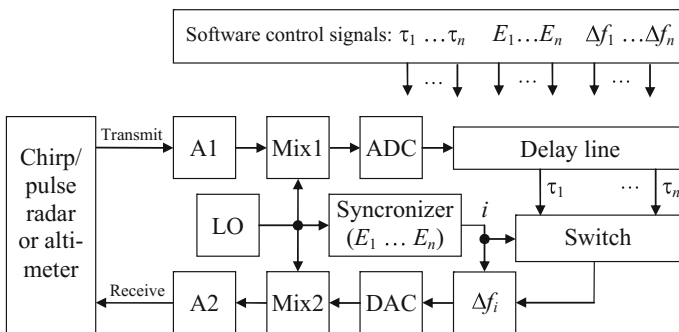 Software control signals: τ1 …τn E1…En Δf1 …Δfn
… … …
Transmit
Chirp/
pulse
radar
or alti-
meter
A1
Mix1
ADC
Delay line
τ1 … τn
LO
Syncronizer
(E1 … En)
i
Switch
Receive
A2
Mix2
DAC
Δfi